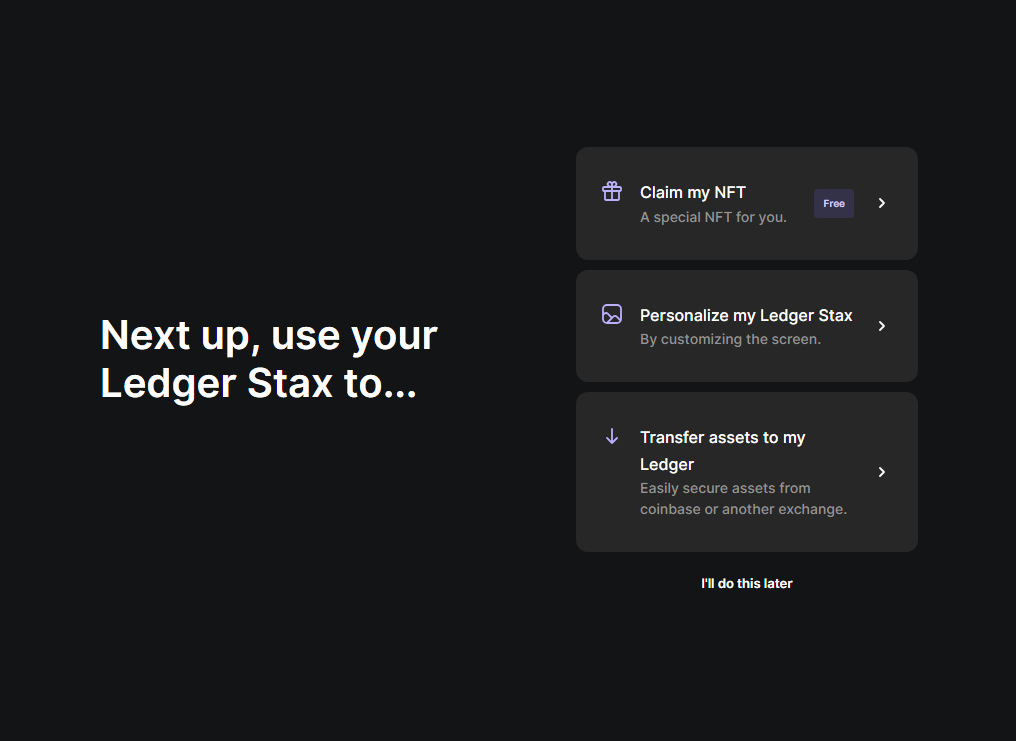 Next up, use your
Ledger Stax to...
Claim my NFT
A special NFT for you.
Free
Personalize my Ledger Stax
By customizing the screen.
Transfer assets to my
Ledger
Easily secure assets from
coinbase or another exchange.
I'll do this later